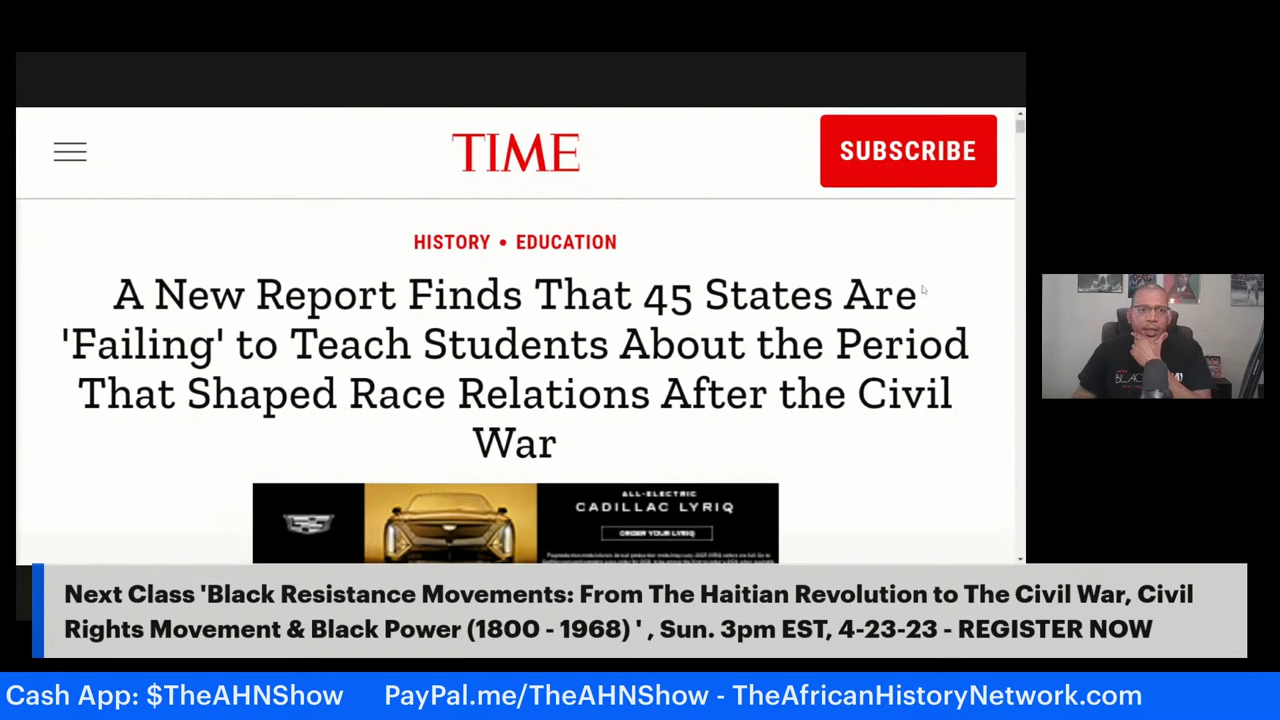 TIME
SUBSCRIBE
HISTORY • EDUCATION
A New Report Finds That 45 States Are
'Failing' to Teach Students About the Period
That Shaped Race Relations After the Civil
War
ALL-ELECTRIC
CADILLAC LYRIQ
ORDER YOUR LYRIQ
Next Class 'Black Resistance Movements: From The Haitian Revolution to The Civil War, Civil
Rights Movement & Black Power (1800 - 1968) ' , Sun. 3pm EST, 4-23-23 - REGISTER NOW
Cash App: $TheAHNShow PayPal.me/TheAHNShow - TheAfricanHistoryNetwork.com